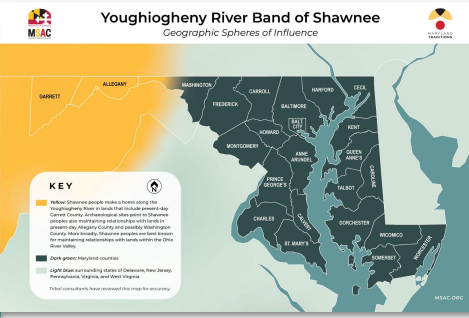 Youghiogheny River Band of Shawnee
Geographic Spheres of Influence
MSAC
MARYLAND
TRADITIONS
GARRETT
ALLEGANY
WASHINGTON
FREDERICK
CARROLL
BALTIMORE
HARFORD
CECIL
BALT.
CITY
HOWARD
MONTGOMERY
KENT
ANNE
ARUNDEL
QUEEN
ANNE'S
CAROLINE
PRINCE
GEORGE'S
TALBOT
CHARLES
CALVERT
DORCHESTER
ST. MARY'S
WICOMICO
SOMERSET
WORCESTER
KEY
Yellow: Shawnee people make a home along the
Youghiogheny River in lands that include present-day
Garrett County. Archaeological sites point to Shawnee
peoples also maintaining relationships with lands in
present-day Allegany County and possibly Washington
County. More broadly, Shawnee peoples are best known
for maintaining relationships with lands within the Ohio
River Valley.
Dark green: Maryland counties
Light blue: surrounding states of Delaware, New Jersey,
Pennsylvania, Virginia, and West Virginia
Tribal consultants have reviewed this map for accuracy.
MSAC.ORG